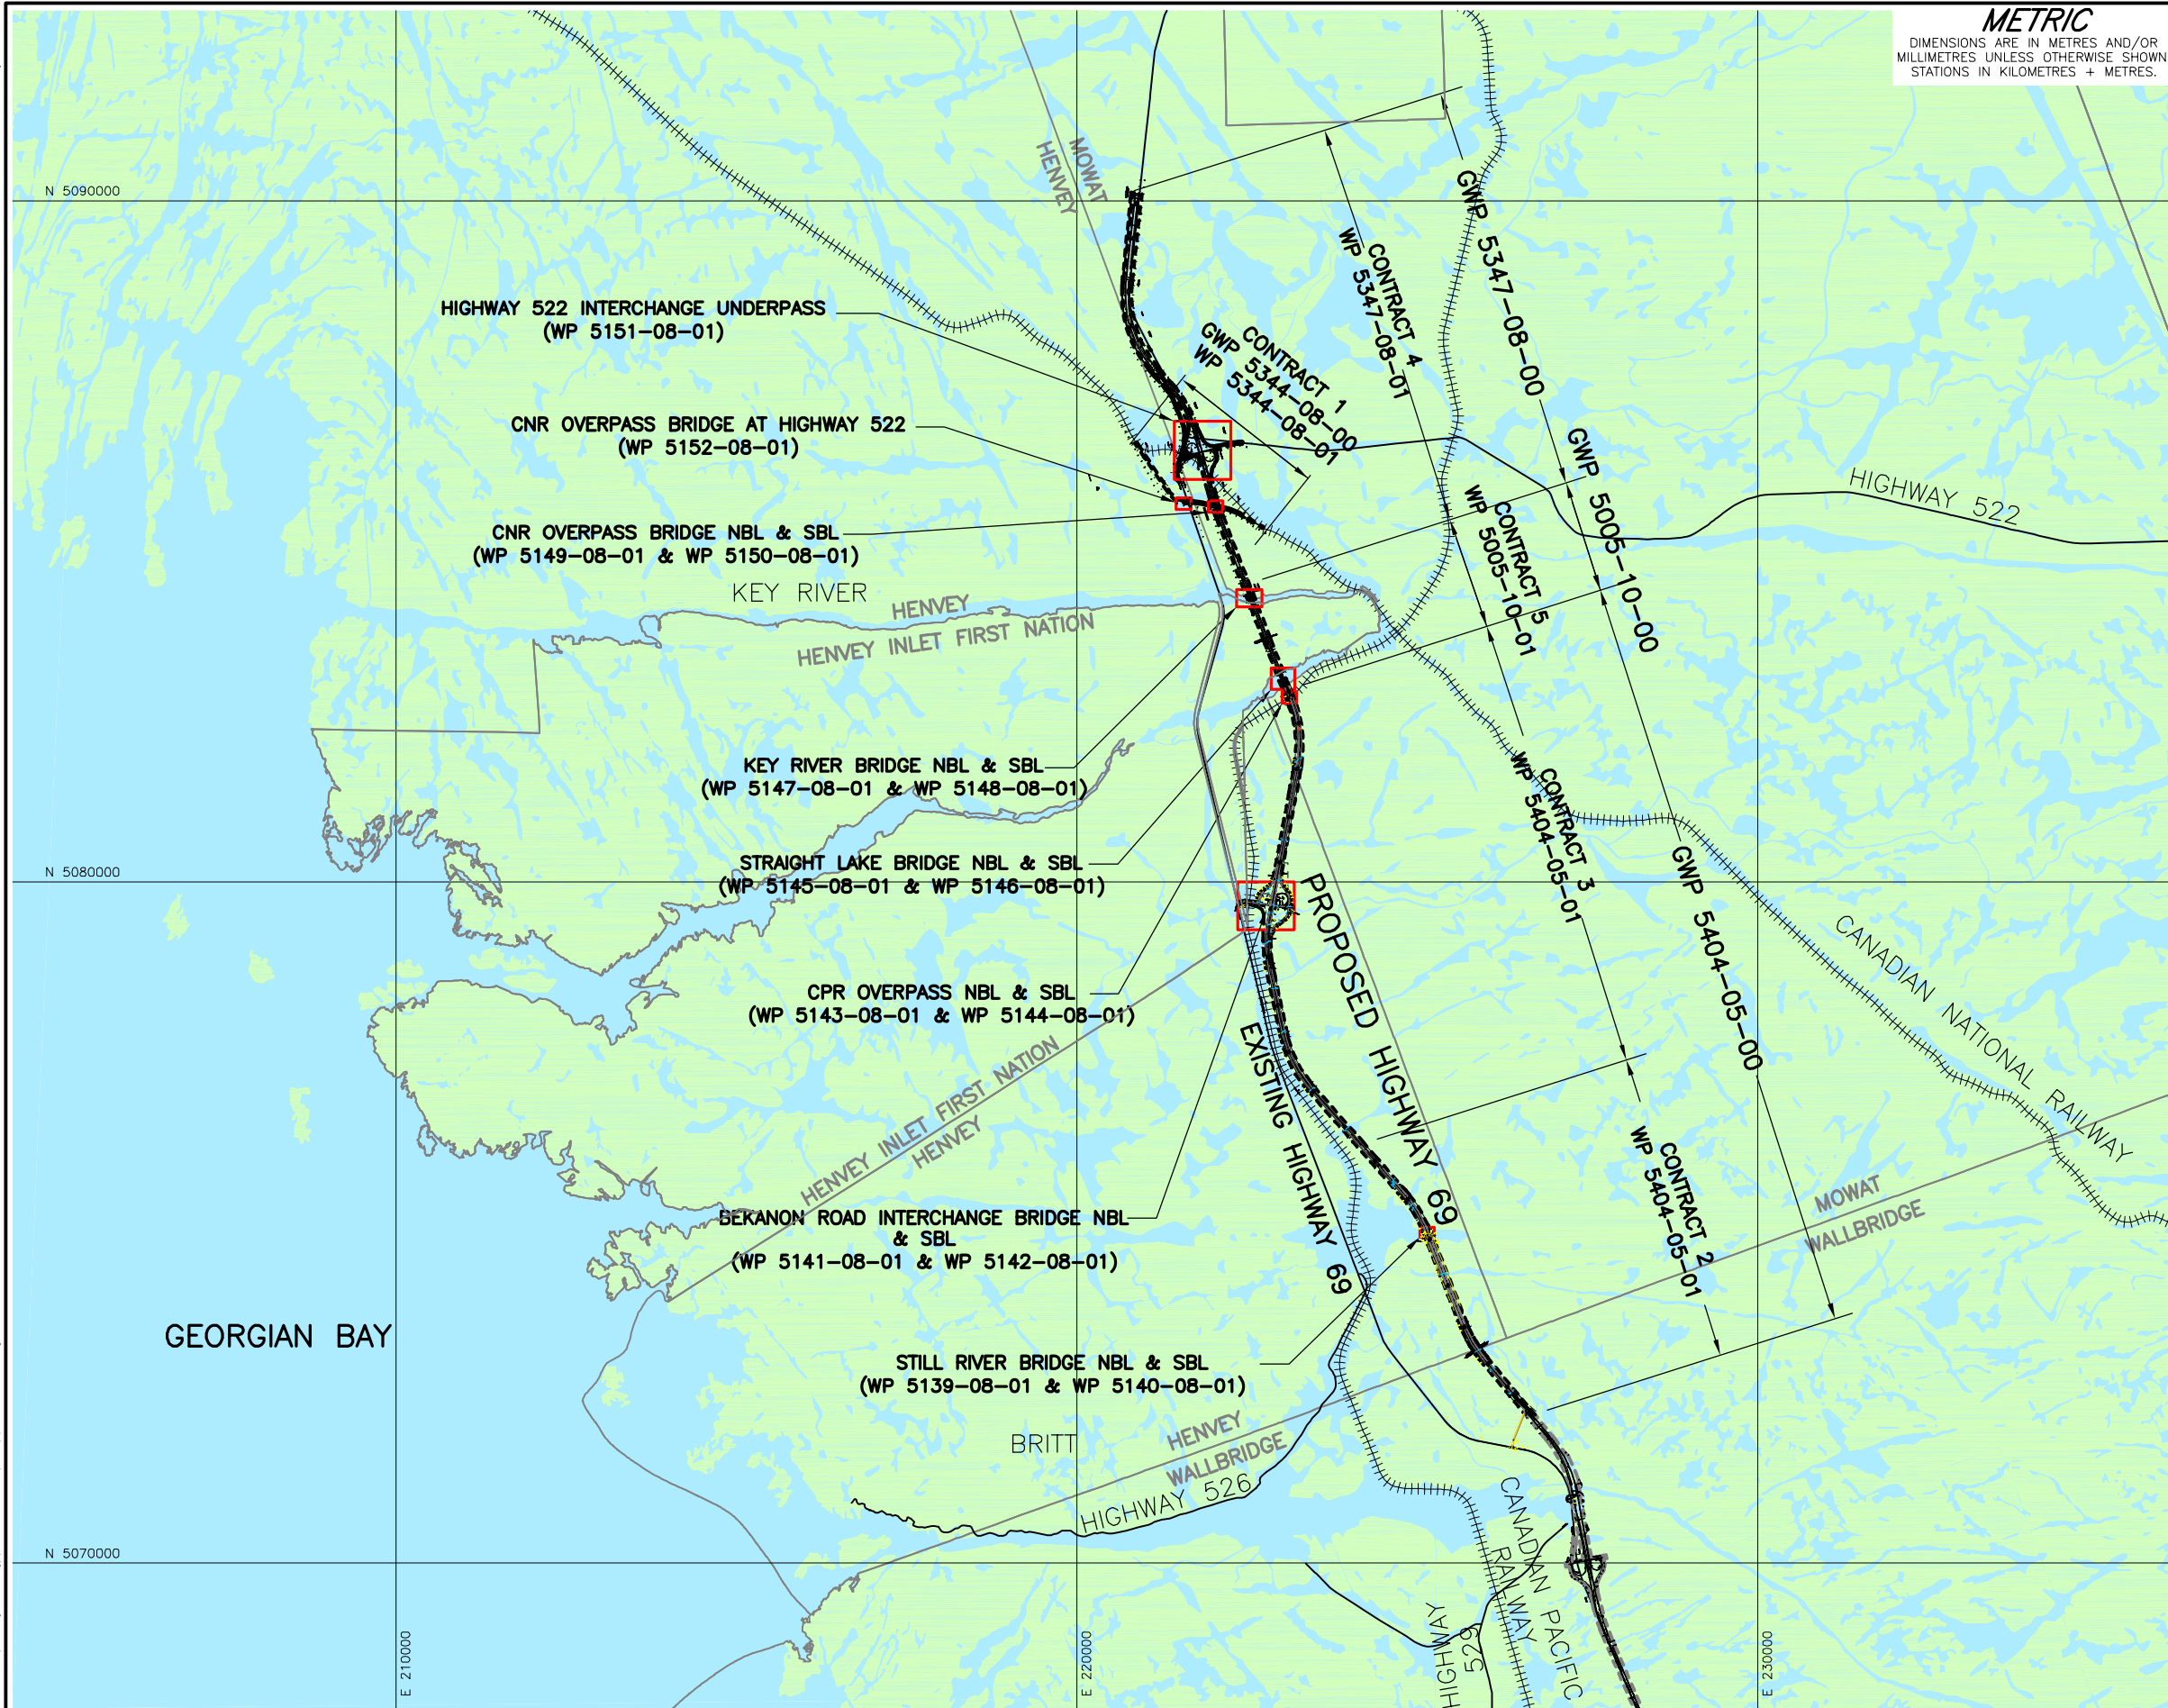 METRIC
DIMENSIONS ARE IN METRES AND/OR
MILLIMETRES UNLESS OTHERWISE SHOWN
STATIONS IN KILOMETRES + METRES.
MOWAT
HENVEY
N 5090000
GWP 5347-08-00
CONTRACT 4
WP 5347-08-01
HIGHWAY 522 INTERCHANGE UNDERPASS
(WP 5151-08-01)
CONTRACT 1
GWP 5344-08-00
WP 5344-08-01
CNR OVERPASS BRIDGE AT HIGHWAY 522
(WP 5152-08-01)
GWP 5005-10-00
HIGHWAY 522
CONTRACT 5
WP 5005-10-01
CNR OVERPASS BRIDGE NBL & SBL
(WP 5149-08-01 & WP 5150-08-01)
KEY RIVER
HENVEY
HENVEY INLET FIRST NATION
KEY RIVER BRIDGE NBL & SBL
(WP 5147-08-01 & WP 5148-08-01)
CONTRACT 3
WP 5404-05-01
GWP 5404-05-00
STRAIGHT LAKE BRIDGE NBL & SBL
(WP 5145-08-01 & WP 5146-08-01)
N 5080000
PROPOSED HIGHWAY 69
CANADIAN NATIONAL RAILWAY
CPR OVERPASS NBL & SBL
(WP 5143-08-01 & WP 5144-08-01)
EXISTING HIGHWAY 69
HENVEY INLET FIRST NATION
HENVEY
CONTRACT 2
WP 5404-05-01
MOWAT
WALLBRIDGE
BEKANON ROAD INTERCHANGE BRIDGE NBL
& SBL
(WP 5141-08-01 & WP 5142-08-01)
GEORGIAN BAY
STILL RIVER BRIDGE NBL & SBL
(WP 5139-08-01 & WP 5140-08-01)
BRITT
HENVEY
WALLBRIDGE
HIGHWAY 526
CANADIAN PACIFIC
RAILWAY
N 5070000
HIGHWAY
529
E 210000
E 220000
E 230000